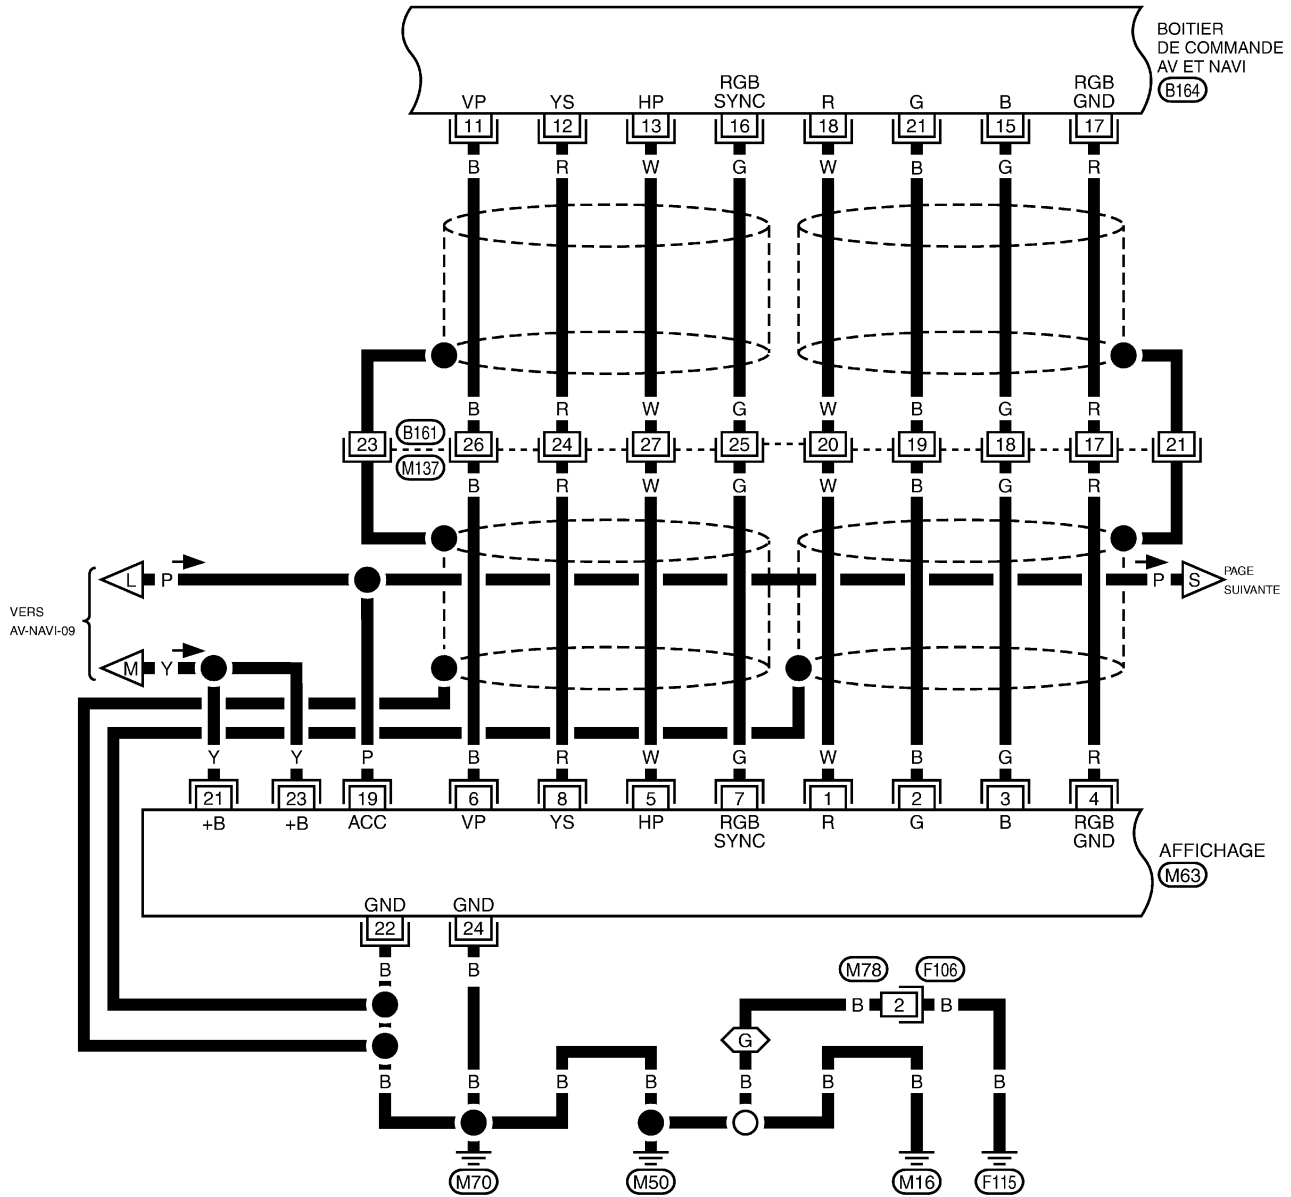 BOITIER
DE COMMANDE
AV ET NAVI
B164
RGB RGB
VP YS HP SYNC R G B GND
11 12 13 16 18 21 15 17
B R W G W B G R
B R W G W B G R
B161
23 26 24 27 25 20 19 18 17 21
M137
B R W G W B G R
L P P S PAGE
SUIVANTE
VERS
AV-NAVI-09
M Y
Y Y P B R W G W B G R
21 23 19 6 8 5 7 1 2 3 4
+B +B ACC VP YS HP RGB R G B RGB
SYNC GND
AFFICHAGE
M63
GND GND
22 24
B B
M78 F106
B 2 B
G
B B B B B B B B
M70 M50 M16 F115